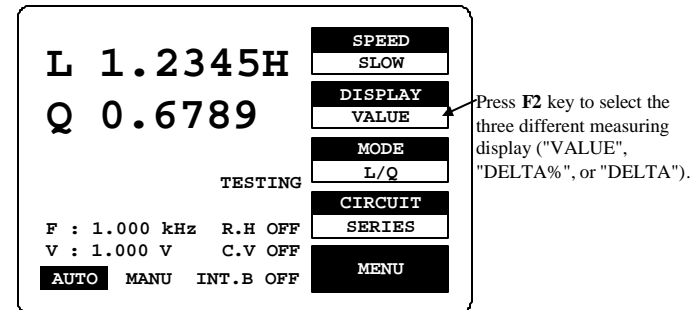 L 1.2345H
Q 0.6789
TESTING
F : 1.000 kHz R.H OFF
V : 1.000 V C.V OFF
AUTO MANU INT.B OFF
SPEED
SLOW
DISPLAY
VALUE
MODE
L/Q
CIRCUIT
SERIES
MENU
Press F2 key to select the
three different measuring
display ("VALUE",
"DELTA%", or "DELTA").